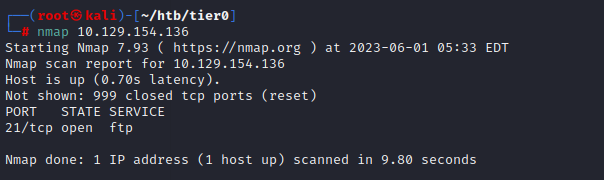 ┌──(root㉿kali)-[~/htb/tier0]
└─# nmap 10.129.154.136
Starting Nmap 7.93 ( https://nmap.org ) at 2023-06-01 05:33 EDT
Nmap scan report for 10.129.154.136
Host is up (0.70s latency).
Not shown: 999 closed tcp ports (reset)
PORT   STATE SERVICE
21/tcp open  ftp
Nmap done: 1 IP address (1 host up) scanned in 9.80 seconds